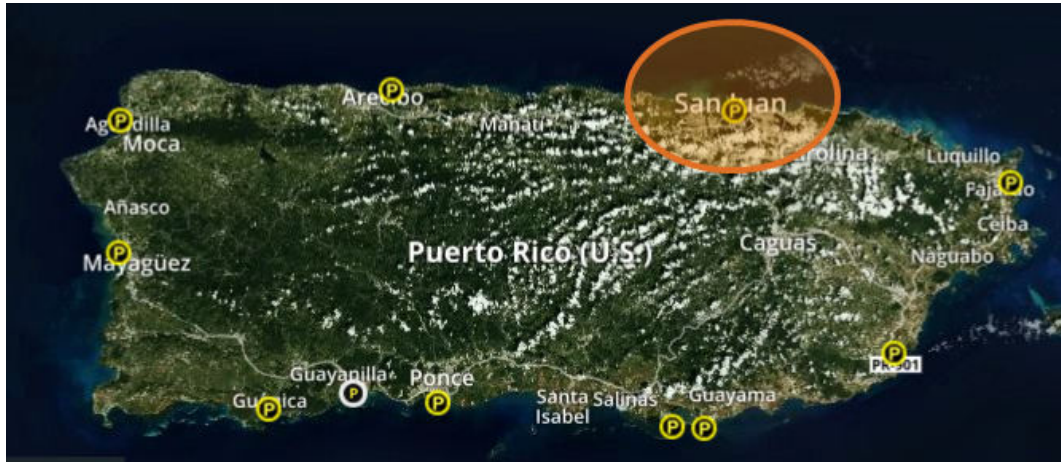 San Juan
P
Arecibo
P
P
Aguadilla
Manatí
Moca
Carolina
Luquillo
P
Fajardo
Añasco
Ceiba
P
Mayagüez
Puerto Rico (U.S.)
Caguas
Naguabo
P
PR-901
Guayanilla
P
Ponce
P
Guánica
P
Santa
Isabel
Salinas
Guayama
P
P